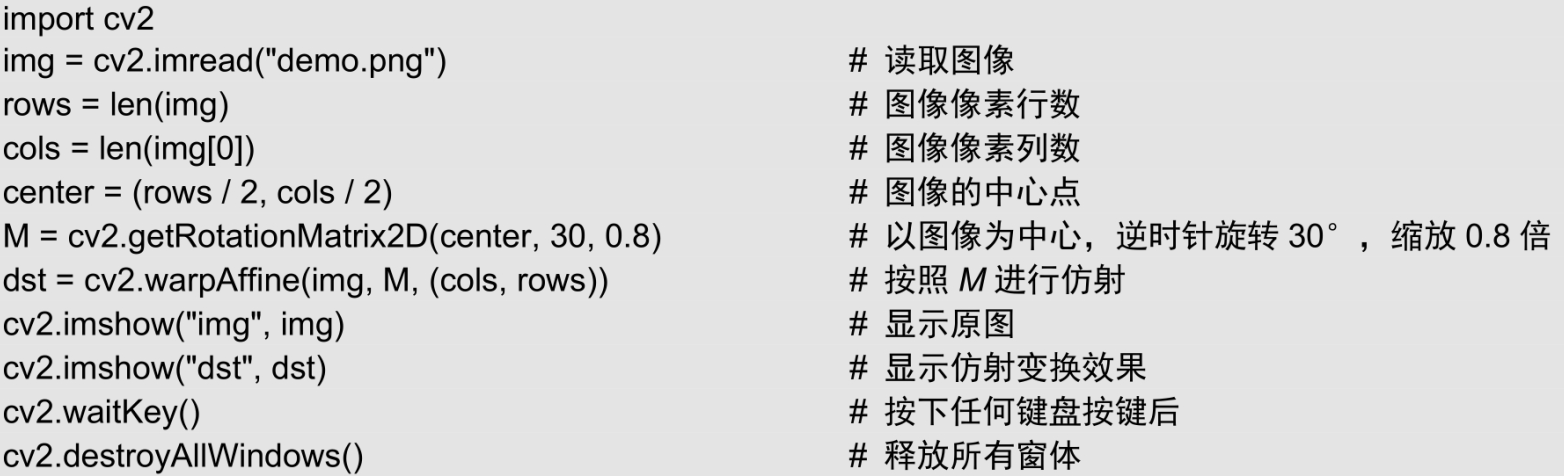 import cv2
img = cv2.imread("demo.png") # 读取图像
rows = len(img) # 图像像素行数
cols = len(img[0]) # 图像像素列数
center = (rows / 2, cols / 2) # 图像的中心点
M = cv2.getRotationMatrix2D(center, 30, 0.8) # 以图像为中心，逆时针旋转 30°，缩放 0.8 倍
dst = cv2.warpAffine(img, M, (cols, rows)) # 按照 M 进行仿射
cv2.imshow("img", img) # 显示原图
cv2.imshow("dst", dst) # 显示仿射变换效果
cv2.waitKey() # 按下任何键盘按键后
cv2.destroyAllWindows() # 释放所有窗体